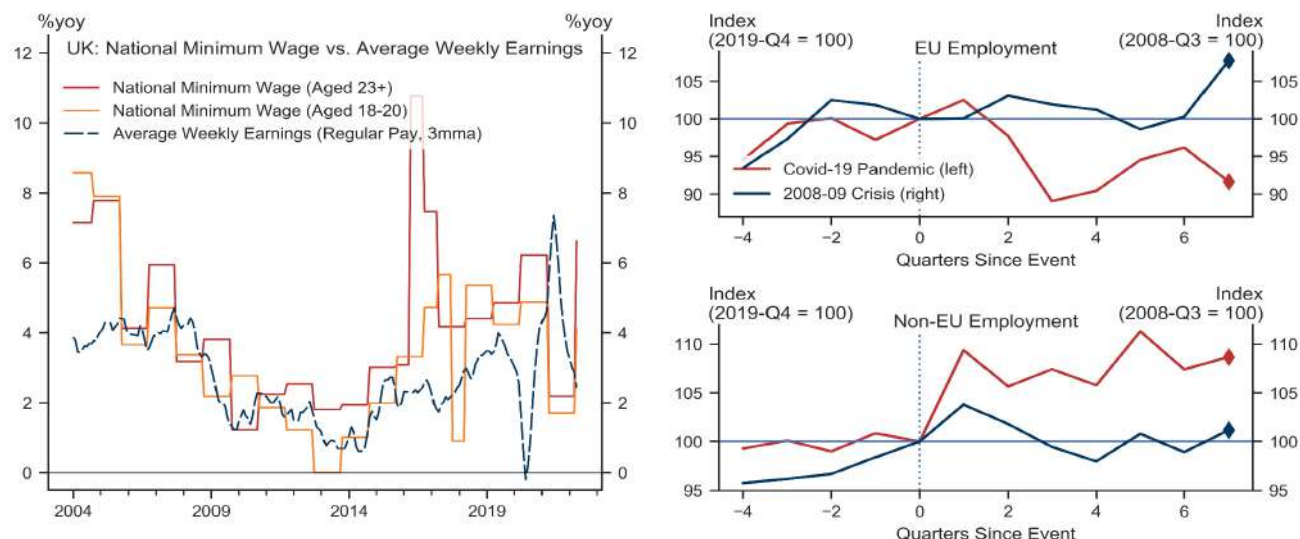 %yoy %yoy
UK: National Minimum Wage vs. Average Weekly Earnings
12 12
National Minimum Wage (Aged 23+)
National Minimum Wage (Aged 18-20)
Average Weekly Earnings (Regular Pay, 3mma)
10 10
8 8
6 6
4 4
2 2
0 0
2004 2009 2014 2019
Index Index
(2019-Q4 = 100) EU Employment (2008-Q3 = 100)
105 105
100 100
95 95
Covid-19 Pandemic (left)
90 90
2008-09 Crisis (right)
−4 −2 0 2 4 6
Quarters Since Event
Index Index
(2019-Q4 = 100) Non-EU Employment (2008-Q3 = 100)
110 110
105 105
100 100
95 95
−4 −2 0 2 4 6
Quarters Since Event